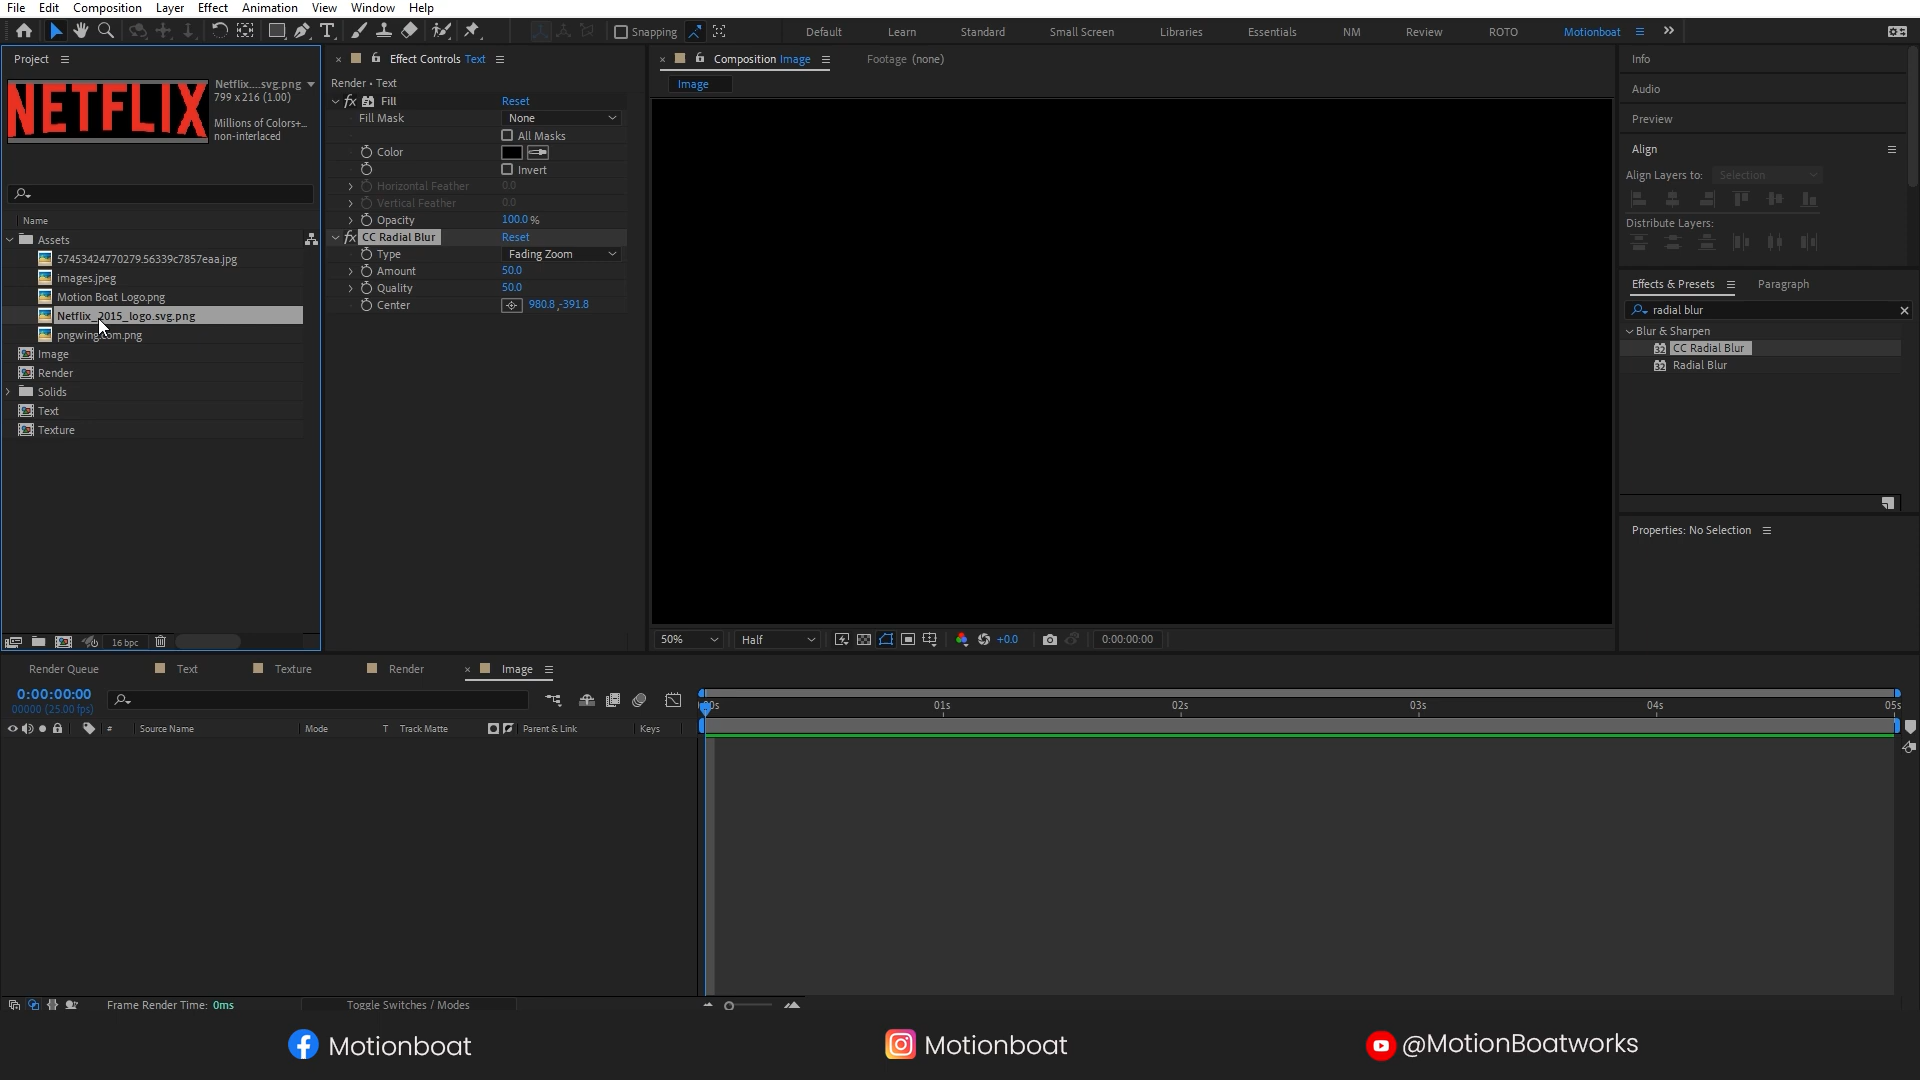 File Edit Composition Layer Effect Animation View Window Help
Snapping
Default Learn Standard Small Screen Libraries Essentials NM Review ROTO Motionboat
Project
NETFLIX
Netflix....svg.png
799 x 216 (1.00)
Millions of Colors+...
non-interlaced
Name
Assets
57453424770279.56339c7857eaa.jpg
images.jpeg
Motion Boat Logo.png
Netflix_2015_logo.svg.png
pngwing.com.png
Image
Render
Solids
Text
Texture
16 bpc
Effect Controls Text
Render • Text
fx Fill Reset
Fill Mask None
All Masks
Color
Invert
Horizontal Feather 0.0
Vertical Feather 0.0
Opacity 100.0 %
fx CC Radial Blur Reset
Type Fading Zoom
Amount 50.0
Quality 50.0
Center 980.8,-391.8
Composition Image
Footage (none)
Image
50% Half +0.0 0:00:00:00
Info
Audio
Preview
Align
Align Layers to: Selection
Distribute Layers:
Effects & Presets Paragraph
radial blur
Blur & Sharpen
32 CC Radial Blur
32 Radial Blur
Properties: No Selection
Render Queue Text Texture Render Image
0:00:00:00
00000 (25.00 fps)
# Source Name Mode T Track Matte Parent & Link Keys
:00s 01s 02s 03s 04s 05s
Frame Render Time: 0ms Toggle Switches / Modes
Motionboat Motionboat @MotionBoatworks